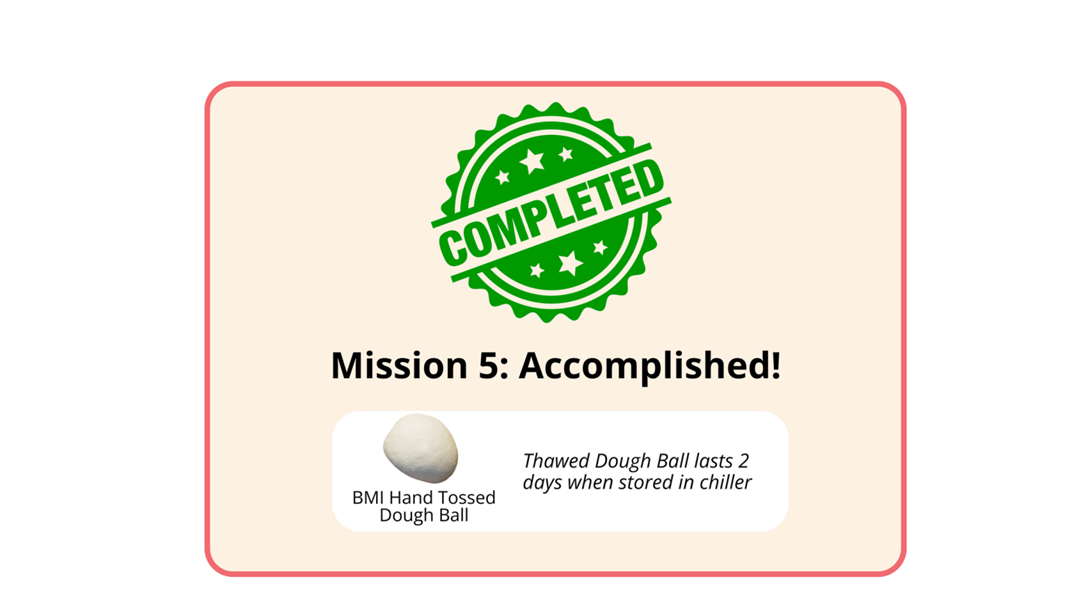 COMPLETED
Mission 5: Accomplished!
Thawed Dough Ball lasts 2
days when stored in chiller
BMI Hand Tossed
Dough Ball